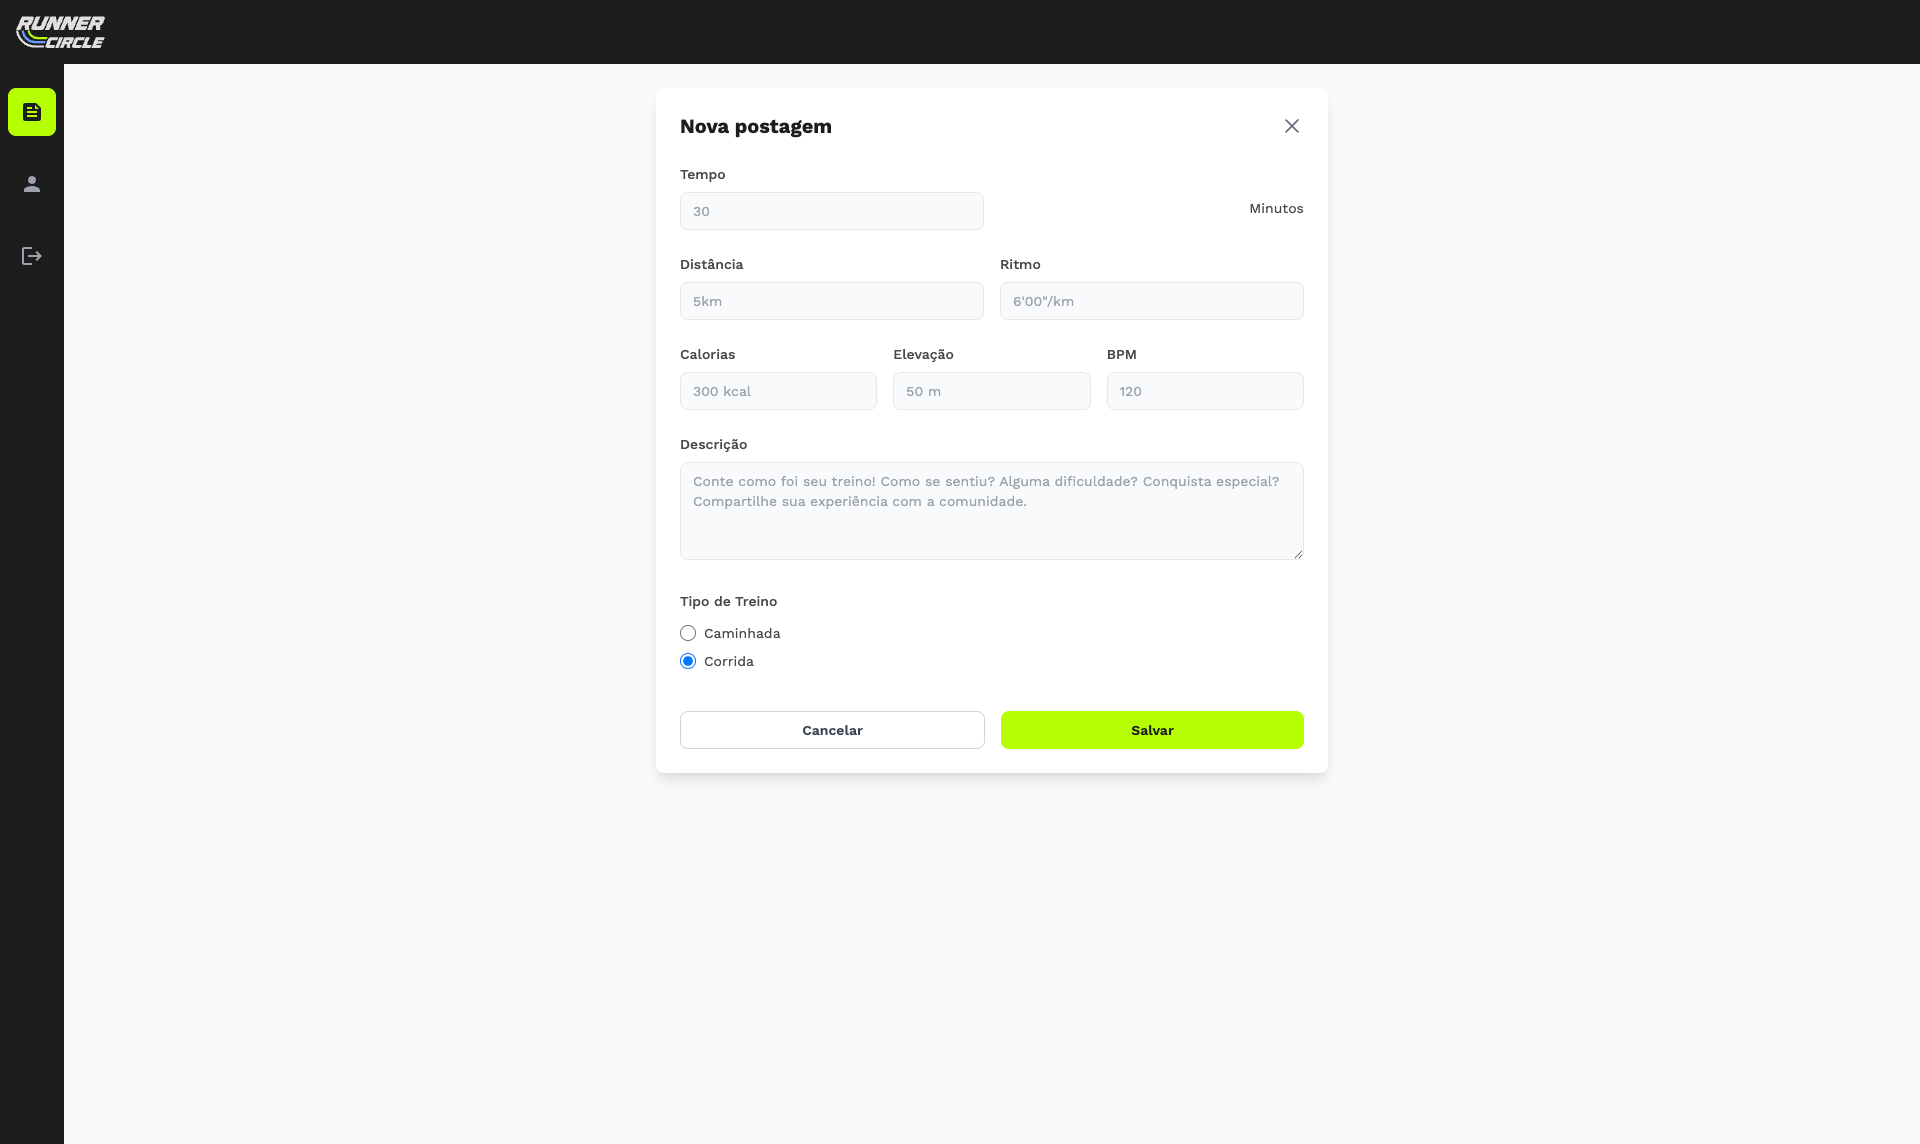 RUNNER
CIRCLE
Nova postagem
Tempo
30
Minutos
Distância
Ritmo
5km
6'00"/km
Calorias
Elevação
BPM
300 kcal
50 m
120
Descrição
Conte como foi seu treino! Como se sentiu? Alguma dificuldade? Conquista especial?
Compartilhe sua experiência com a comunidade.
Tipo de Treino
Caminhada
Corrida
Cancelar
Salvar